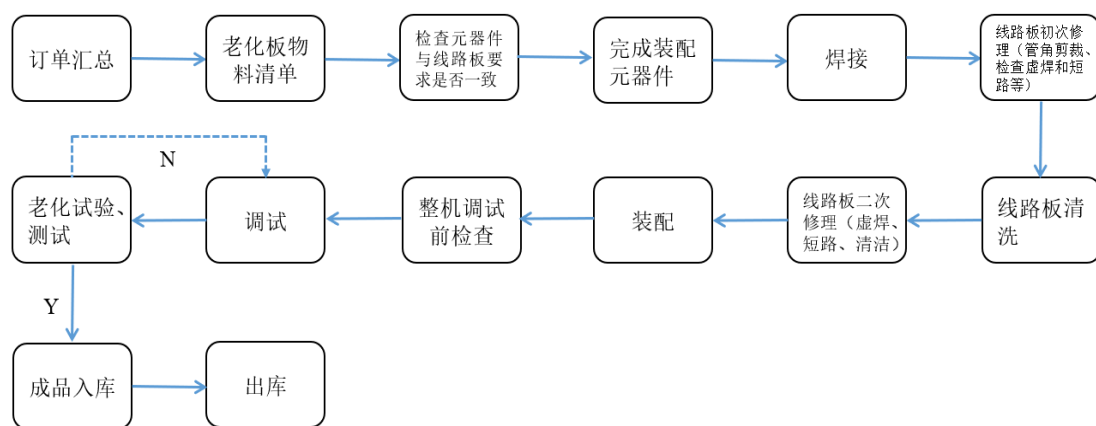 订单汇总
老化板物
料清单
检查元器件
与线路板要
求是否一致
完成装配
元器件
焊接
线路板初次修
理（管角剪裁、
检查虚焊和短
路等）
N
老化试验、
测试
调试
整机调试
前检查
装配
线路板二次
修理（虚焊、
短路、清洁）
线路板清
洗
Y
成品入库
出库